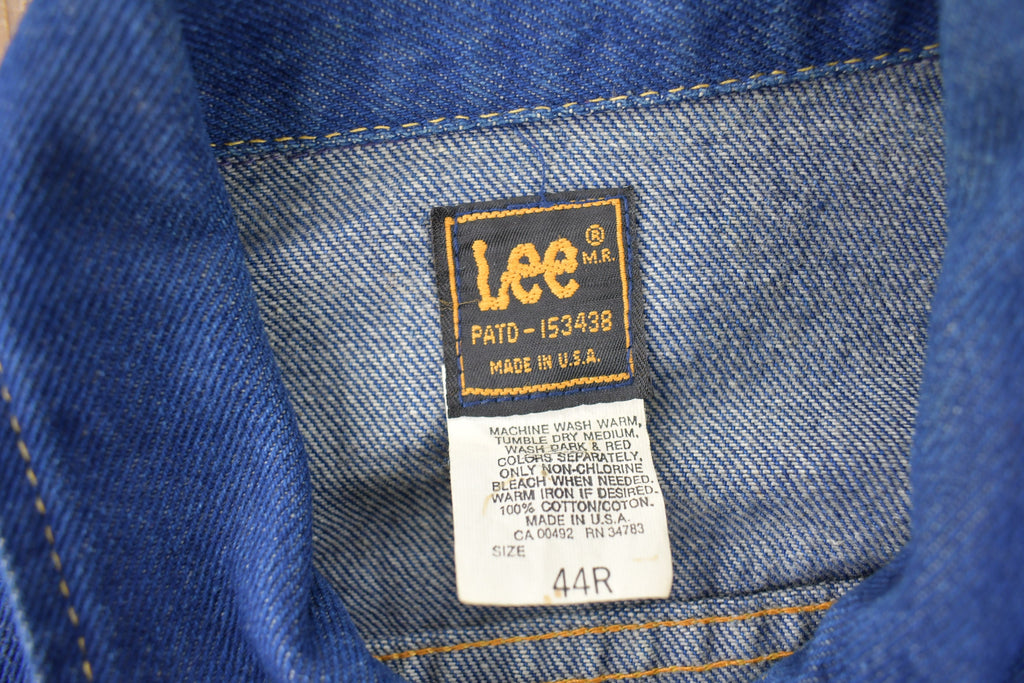 Lee ®
M.R.
PATD-153438
MADE IN U.S.A.
MACHINE WASH WARM,
TUMBLE DRY MEDIUM.
WASH DARK & RED
COLORS SEPARATELY,
ONLY NON-CHLORINE
BLEACH WHEN NEEDED.
WARM IRON IF DESIRED.
100% COTTON/COTON.
MADE IN U.S.A.
CA 00492 RN 34783
SIZE
44R